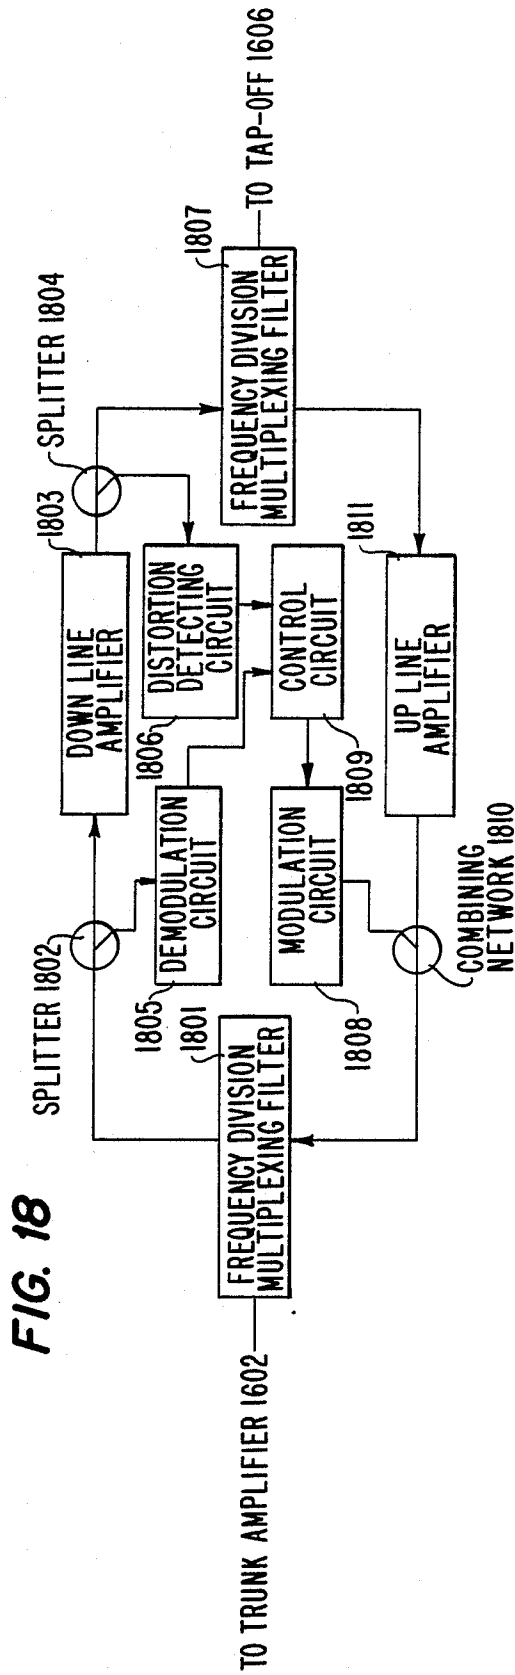 FIG. 18
TO TRUNK AMPLIFIER 1602
1801
FREQUENCY DIVISION
MULTIPLEXING FILTER
SPLITTER 1802
1803
DOWN LINE
AMPLIFIER
SPLITTER 1804
1805
DEMODULATION
CIRCUIT
1806
DISTORTION
DETECTING
CIRCUIT
1807
FREQUENCY DIVISION
MULTIPLEXING FILTER
TO TAP-OFF 1606
1808
MODULATION
CIRCUIT
1809
CONTROL
CIRCUIT
COMBINING
NETWORK 1810
1811
UP LINE
AMPLIFIER